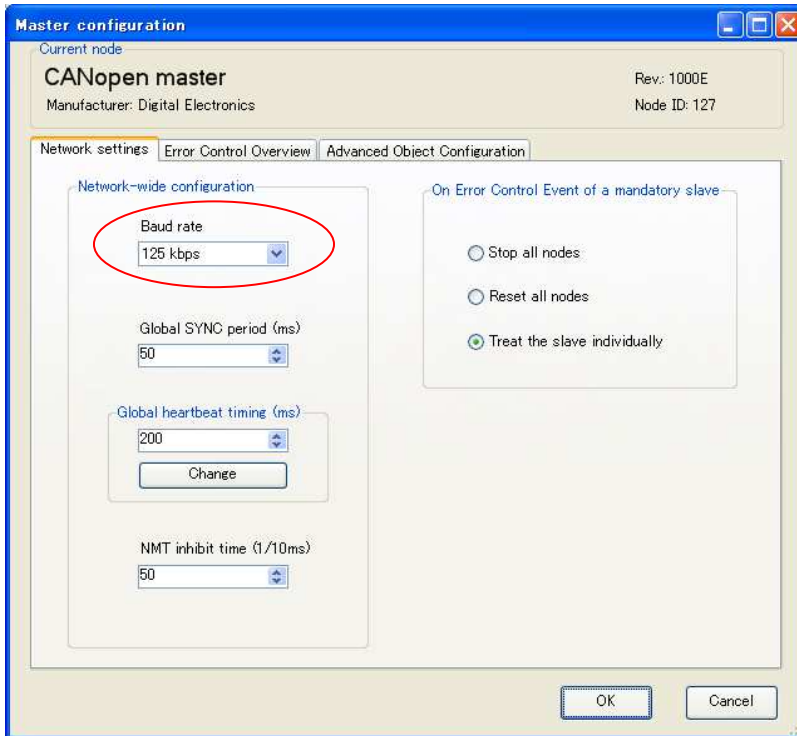 Master configuration
Current node
CANopen master
Rev.: 1000E
Manufacturer: Digital Electronics
Node ID: 127
Network settings
Error Control Overview
Advanced Object Configuration
Network-wide configuration
Baud rate
125 kbps
Global SYNC period (ms)
50
Global heartbeat timing (ms)
200
Change
NMT inhibit time (1/10ms)
50
On Error Control Event of a mandatory slave
Stop all nodes
Reset all nodes
Treat the slave individually
OK
Cancel